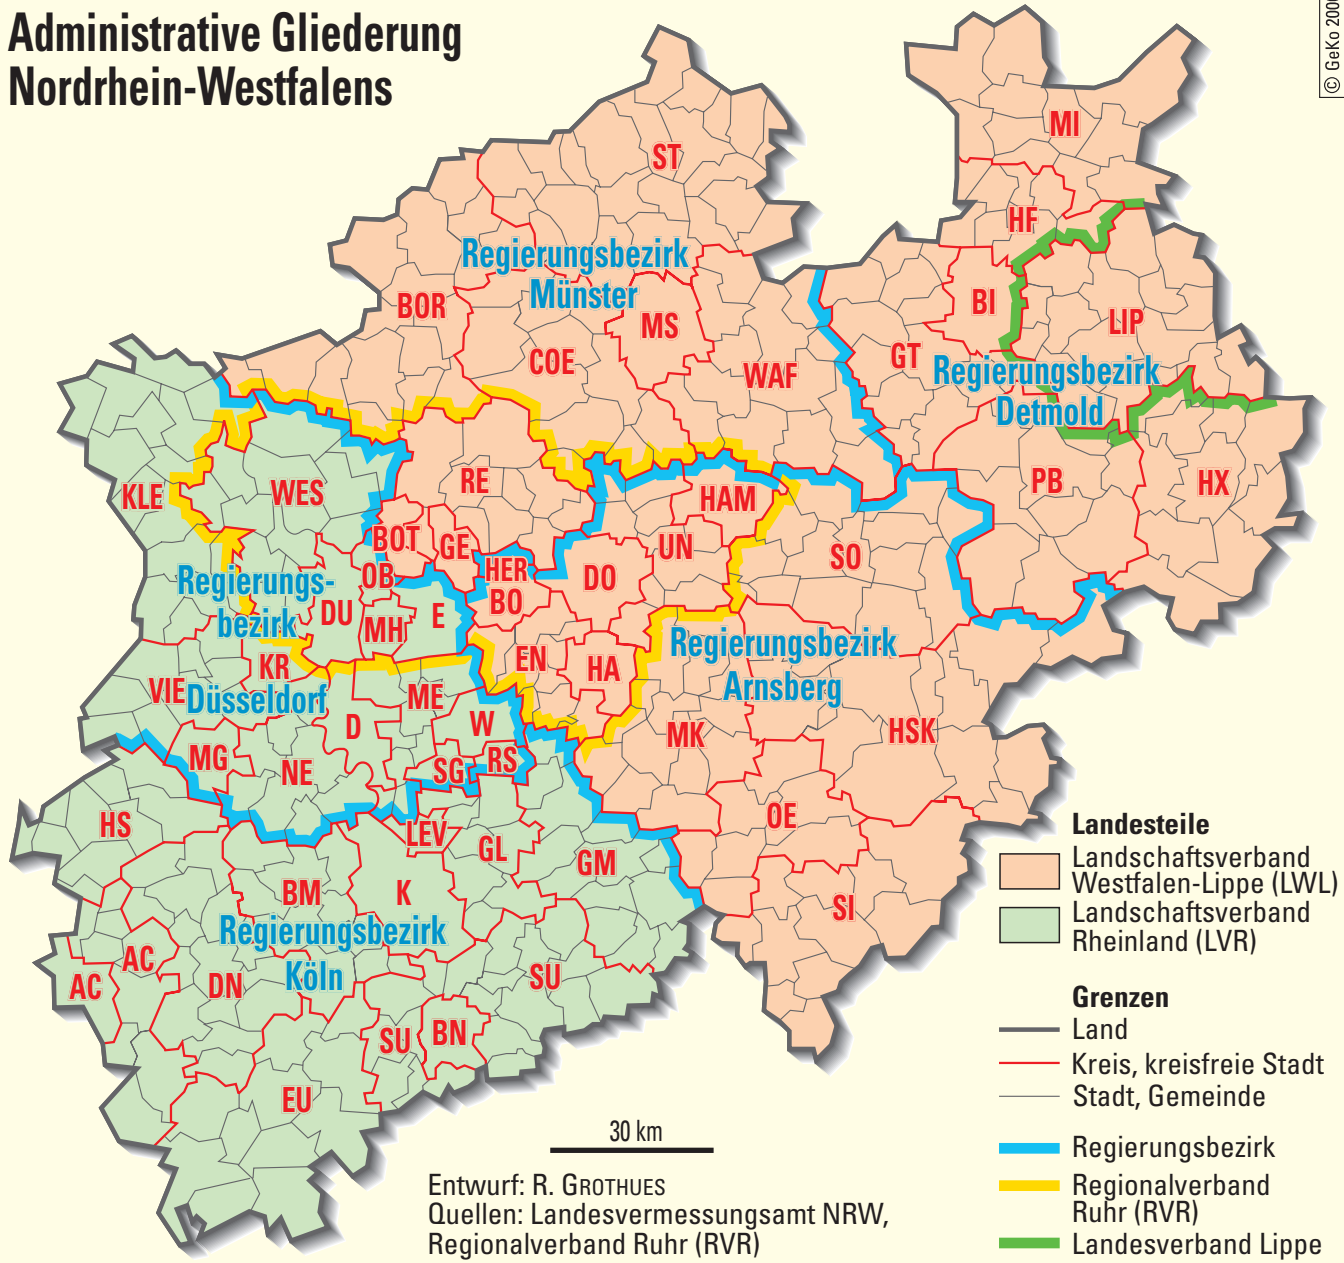 Administrative Gliederung
Nordrhein-Westfalens
© GeKo 2006
ST
MI
HF
Regierungsbezirk
Münster
BOR
MS
BI
LIP
COE
WAF
GT
Regierungsbezirk
Detmold
KLE
WES
RE
HAM
PB
HX
BOT
GE
UN
SO
HER
OB
DO
BO
Regierungs-
bezirk
Düsseldorf
DU
MH
E
KR
VIE
EN
HA
Regierungsbezirk
Arnsberg
ME
D
W
MK
HSK
MG
NE
SG
RS
HS
LEV
GL
GM
OE
BM
K
SI
Regierungsbezirk
Köln
AC
AC
DN
SU
SU
BN
EU
Landesteile
Landschaftsverband
Westfalen-Lippe (LWL)
Landschaftsverband
Rheinland (LVR)
Grenzen
Land
Kreis, kreisfreie Stadt
Stadt, Gemeinde
Regierungsbezirk
Regionalverband
Ruhr (RVR)
Landesverband Lippe
30 km
Entwurf: R. GROTHUES
Quellen: Landesvermessungsamt NRW,
Regionalverband Ruhr (RVR)